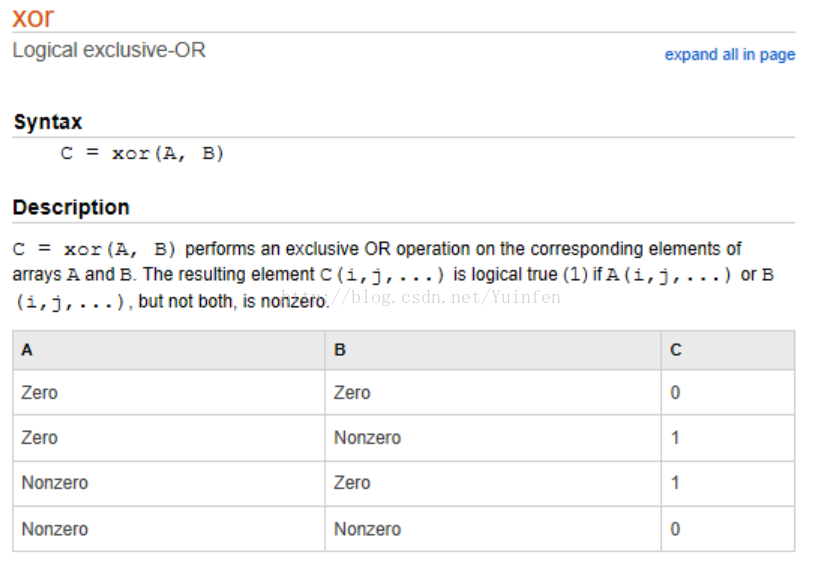 xor
Logical exclusive-OR
expand all in page
Syntax
C = xor(A, B)
Description
C = xor(A, B) performs an exclusive OR operation on the corresponding elements of
arrays A and B. The resulting element C(i,j,...) is logical true (1) if A(i,j,...) or B
(i,j,...), but not both, is nonzero.
http://blog.csdn.net/Yuinfen
A B C
Zero Zero 0
Zero Nonzero 1
Nonzero Zero 1
Nonzero Nonzero 0